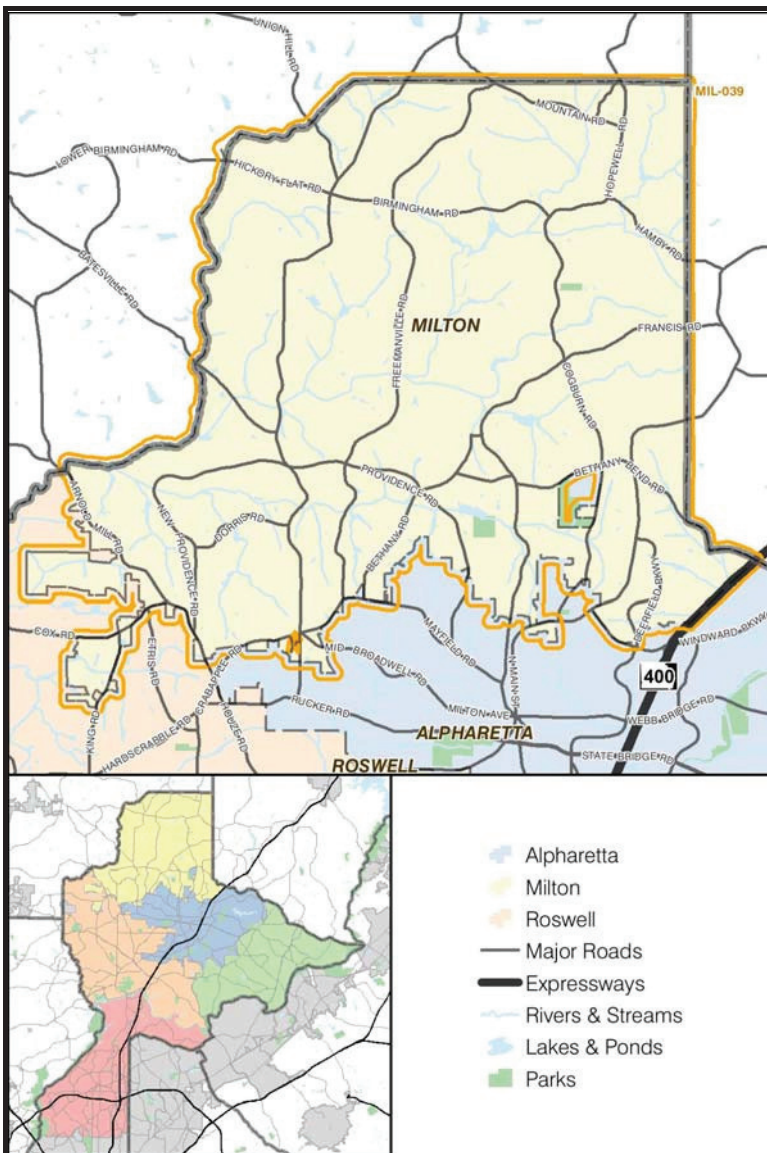 UNION HILL RD
MIL-039
MOUNTAIN RD
HOPEWELL RD
LOWER BIRMINGHAM RD
HICKORY FLAT RD
BIRMINGHAM RD
HAMBY RD
BATESVILLE RD
FREEMANVILLE RD
MILTON
FRANCIS RD
COGBURN RD
PROVIDENCE RD
BETHANY BEND RD
ARNOLD MILL RD
NEW PROVIDENCE RD
DORRIS RD
BETHANY RD
DEERFIELD PKWY
COX RD
ETRIS RD
CRABAPPLE RD
MID BROADWELL RD
MAYFIELD RD
N MAIN ST
WINDWARD PKWY
400
KING RD
HARDSCRABBLE RD
HOUZE RD
RUCKER RD
MILTON AVE
WEBB BRIDGE RD
ALPHARETTA
STATE BRIDGE RD
ROSWELL
Alpharetta
Milton
Roswell
Major Roads
Expressways
Rivers & Streams
Lakes & Ponds
Parks